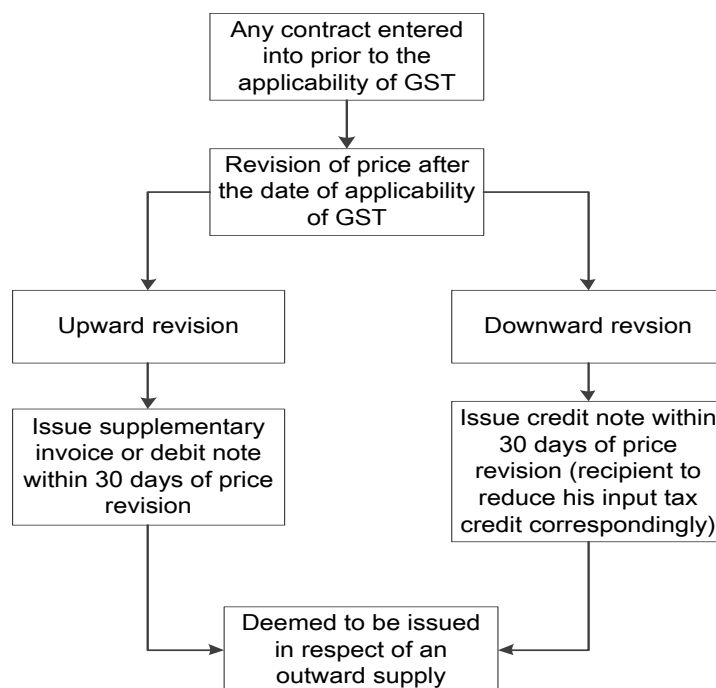 Any contract entered
into prior to the
applicability of GST
Revision of price after
the date of applicability
of GST
Upward revision
Downward revsion
Issue supplementary
invoice or debit note
within 30 days of price
revision
Issue credit note within
30 days of price
revision (recipient to
reduce his input tax
credit correspondingly)
Deemed to be issued
in respect of an
outward supply